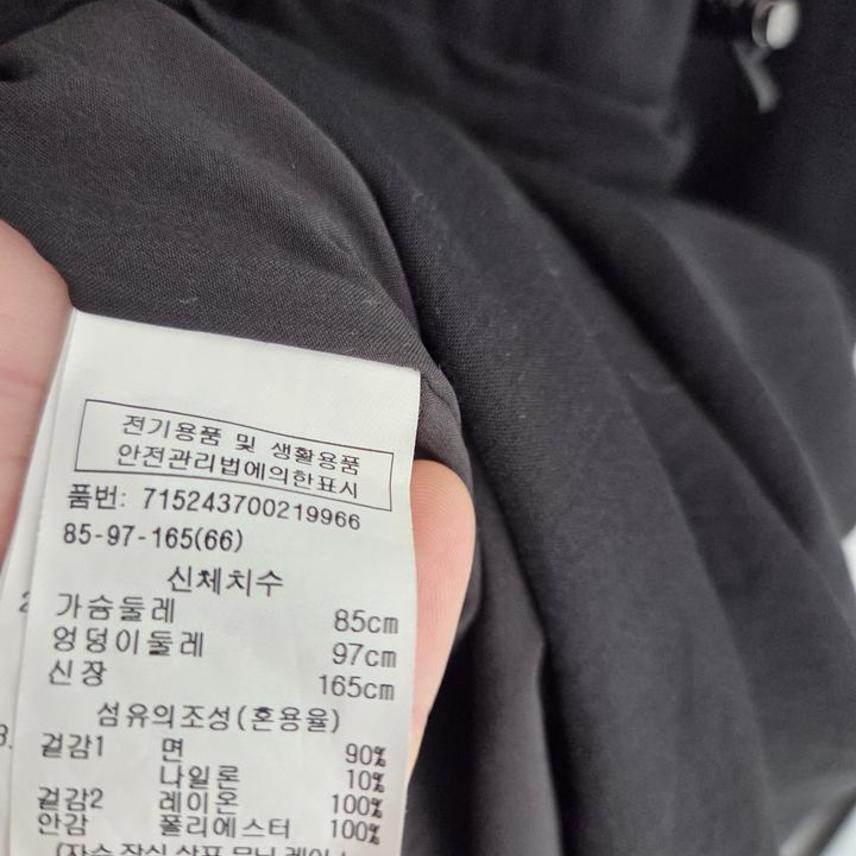 전기용품 및 생활용품
안전관리법에의한표시
품번: 715243700219966
85-97-165(66)
신체치수
가슴둘레 85cm
엉덩이둘레 97cm
신장 165cm
섬유의조성(혼용율)
겉감1 면 90%
나일론 10%
겉감2 레이온 100%
안감 폴리에스터 100%